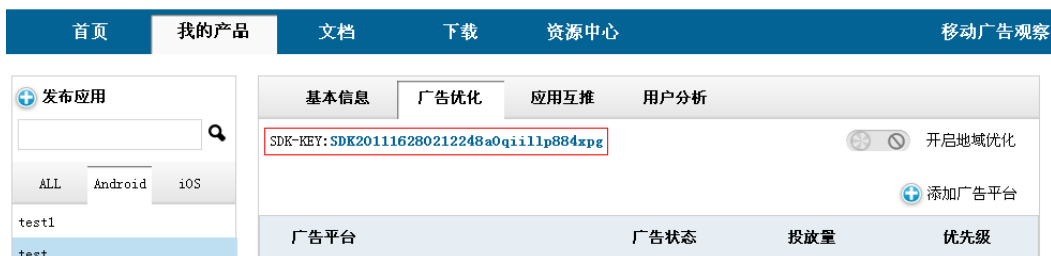 首页 我的产品 文档 下载 资源中心 移动广告观察
发布应用
基本信息 广告优化 应用互推 用户分析
SDK-KEY:SDK201116280212248a0qiillp884xpg
开启地域优化
ALL Android iOS
添加广告平台
test1
广告平台 广告状态 投放量 优先级
test